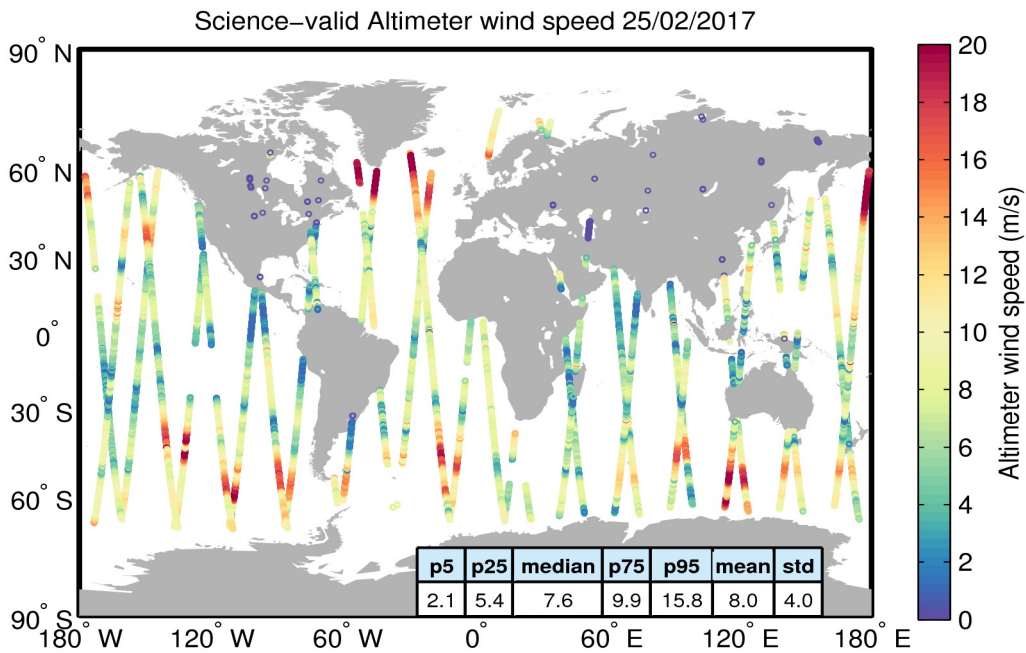 Science−valid Altimeter wind speed 25/02/2017
90° N
60° N
30° N
0°
30° S
60° S
90° S
180° W
120° W
60° W
0°
60° E
120° E
180° E
p5 p25 median p75 p95 mean std
2.1 5.4 7.6 9.9 15.8 8.0 4.0
20
18
16
14
12
10
8
6
4
2
0
Altimeter wind speed (m/s)